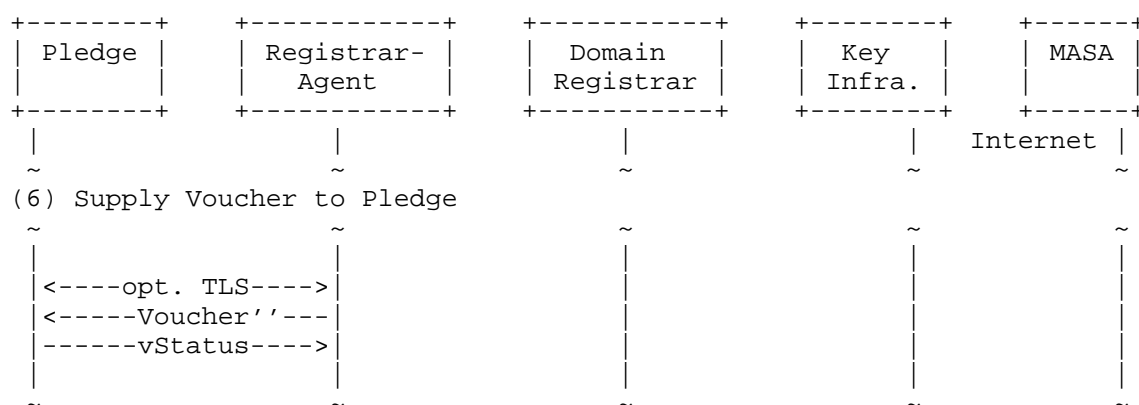 +--------+    +------------+    +-----------+    +--------+    +------+
| Pledge |    | Registrar- |    |  Domain   |    |  Key   |    | MASA |
|        |    |   Agent    |    | Registrar |    | Infra. |    |      |
+--------+    +------------+    +-----------+    +--------+    +------+
 |                 |                |                |  Internet |
 ~                 ~                ~                ~           ~
(6) Supply Voucher to Pledge
 ~                 ~                ~                ~           ~
 |                 |                |                |           |
 |<----opt. TLS---->|                |                |           |
 |<-----Voucher''---|                |                |           |
 |------vStatus---->|                |                |           |
 |                 |                |                |           |
 ~                 ~                ~                ~           ~